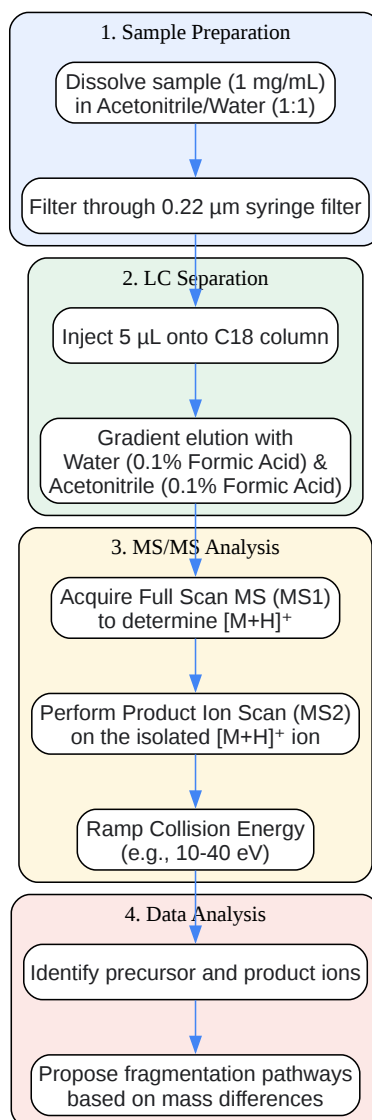 1. Sample Preparation
Dissolve sample (1 mg/mL)
in Acetonitrile/Water (1:1)
Filter through 0.22 µm syringe filter
2. LC Separation
Inject 5 µL onto C18 column
Gradient elution with
Water (0.1% Formic Acid) &
Acetonitrile (0.1% Formic Acid)
3. MS/MS Analysis
Acquire Full Scan MS (MS1)
to determine [M+H]⁺
Perform Product Ion Scan (MS2)
on the isolated [M+H]⁺ ion
Ramp Collision Energy
(e.g., 10-40 eV)
4. Data Analysis
Identify precursor and product ions
Propose fragmentation pathways
based on mass differences